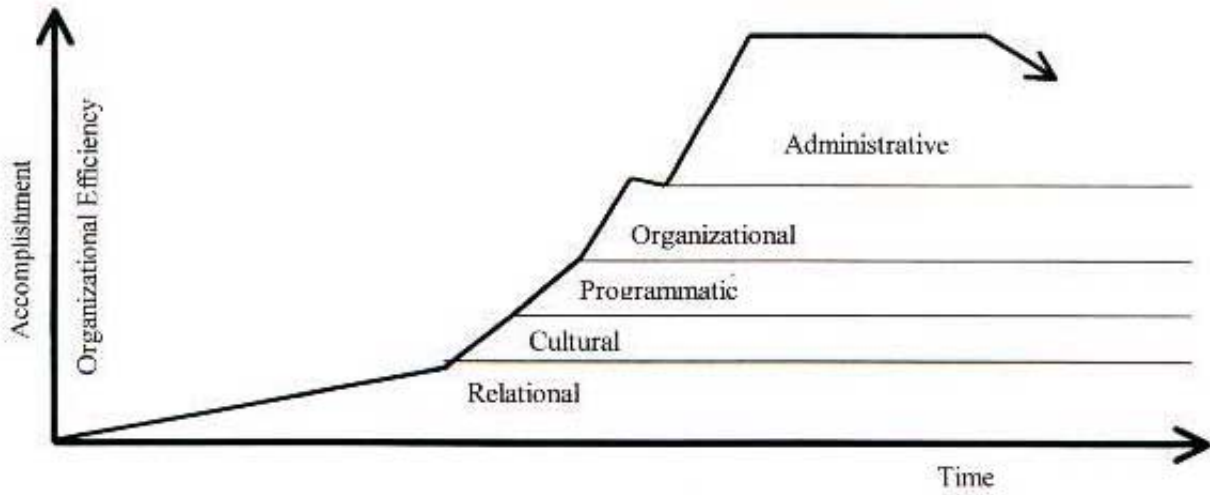 Accomplishment
Organizational Efficiency
Administrative
Organizational
Programmatic
Cultural
Relational
Time